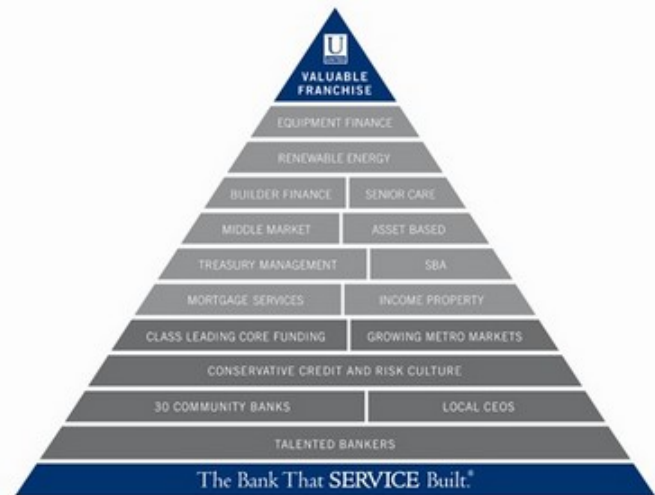 U
VALUABLE
FRANCHISE
EQUIPMENT FINANCE
RENEWABLE ENERGY
BUILDER FINANCE SENIOR CARE
MIDDLE MARKET ASSET BASED
TREASURY MANAGEMENT SBA
MORTGAGE SERVICES INCOME PROPERTY
CLASS LEADING CORE FUNDING GROWING METRO MARKETS
CONSERVATIVE CREDIT AND RISK CULTURE
30 COMMUNITY BANKS LOCAL CEOS
TALENTED BANKERS
The Bank That SERVICE Built.®